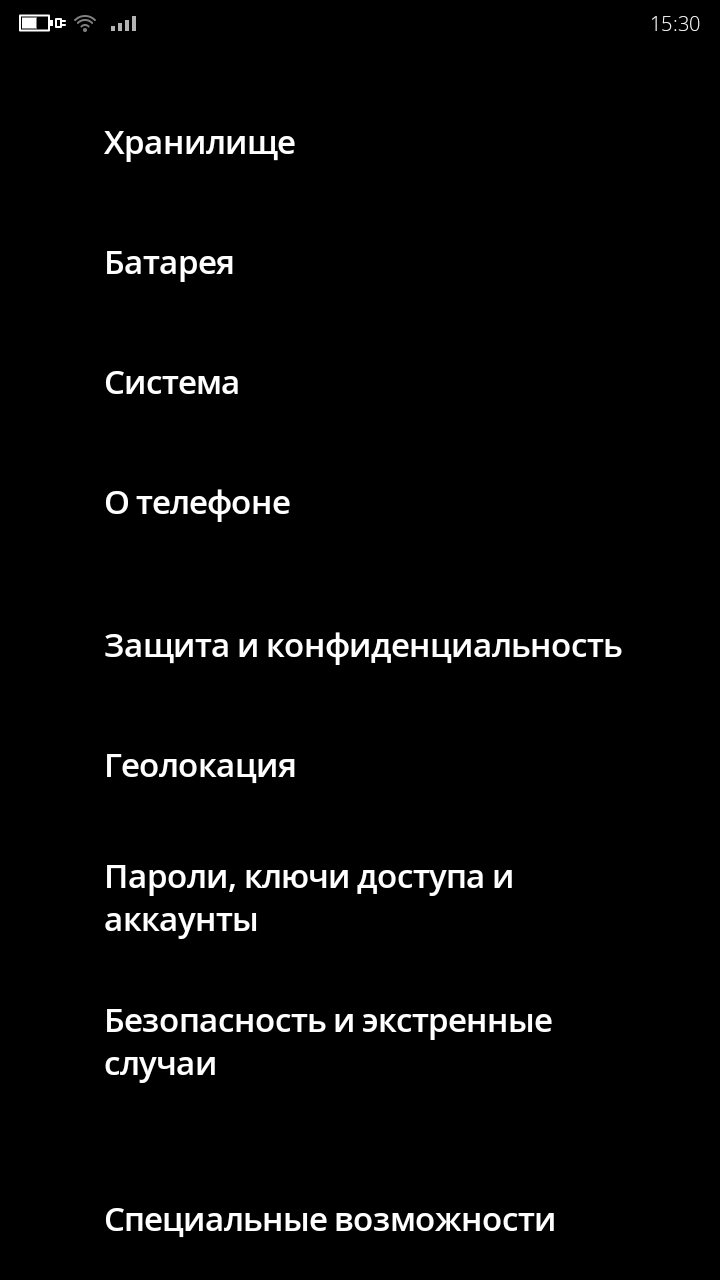 15:30
Хранилище
Батарея
Система
О телефоне
Защита и конфиденциальность
Геолокация
Пароли, ключи доступа и
аккаунты
Безопасность и экстренные
случаи
Специальные возможности